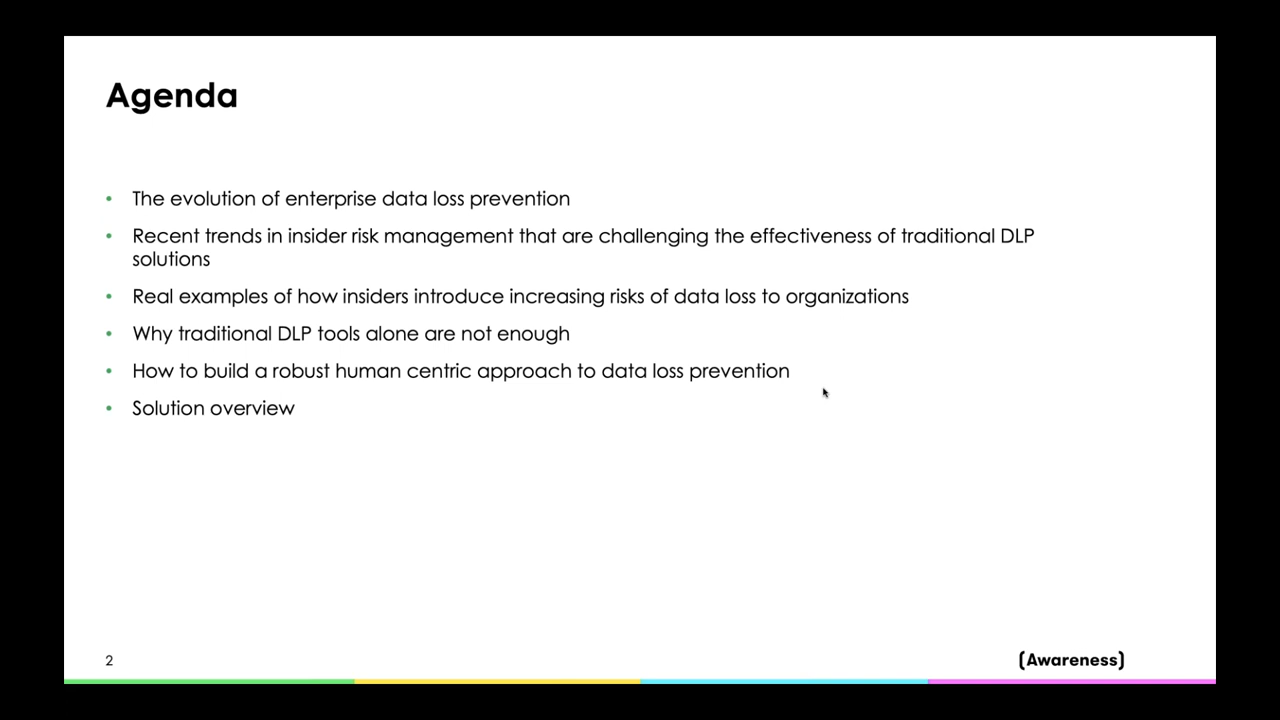 Agenda
• The evolution of enterprise data loss prevention
• Recent trends in insider risk management that are challenging the effectiveness of traditional DLP
solutions
• Real examples of how insiders introduce increasing risks of data loss to organizations
• Why traditional DLP tools alone are not enough
• How to build a robust human centric approach to data loss prevention
• Solution overview
2
(Awareness)